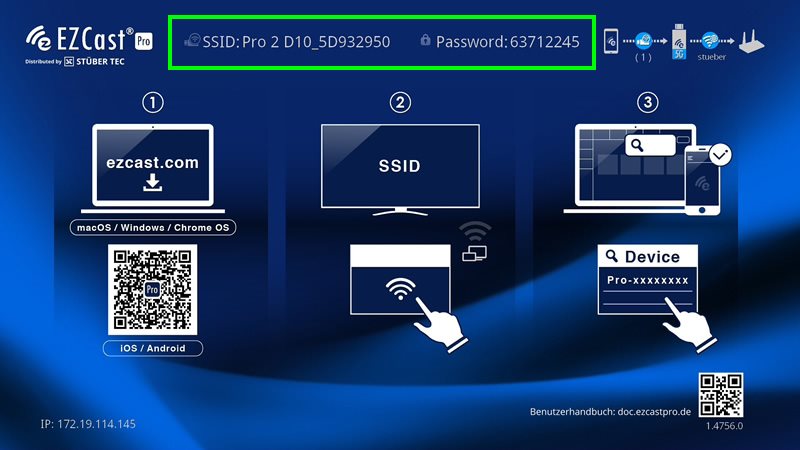 EZCast® Pro
Distributed by STÜBER TEC
SSID: Pro 2 D10_5D932950 Password: 63712245
5G
( 1 ) stueber
1 2 3
ezcast.com
SSID
macOS / Windows / Chrome OS
Pro
iOS / Android
Device
Pro-xxxxxxxx
IP: 172.19.114.145
Benutzerhandbuch: doc.ezcastpro.de
1.4756.0